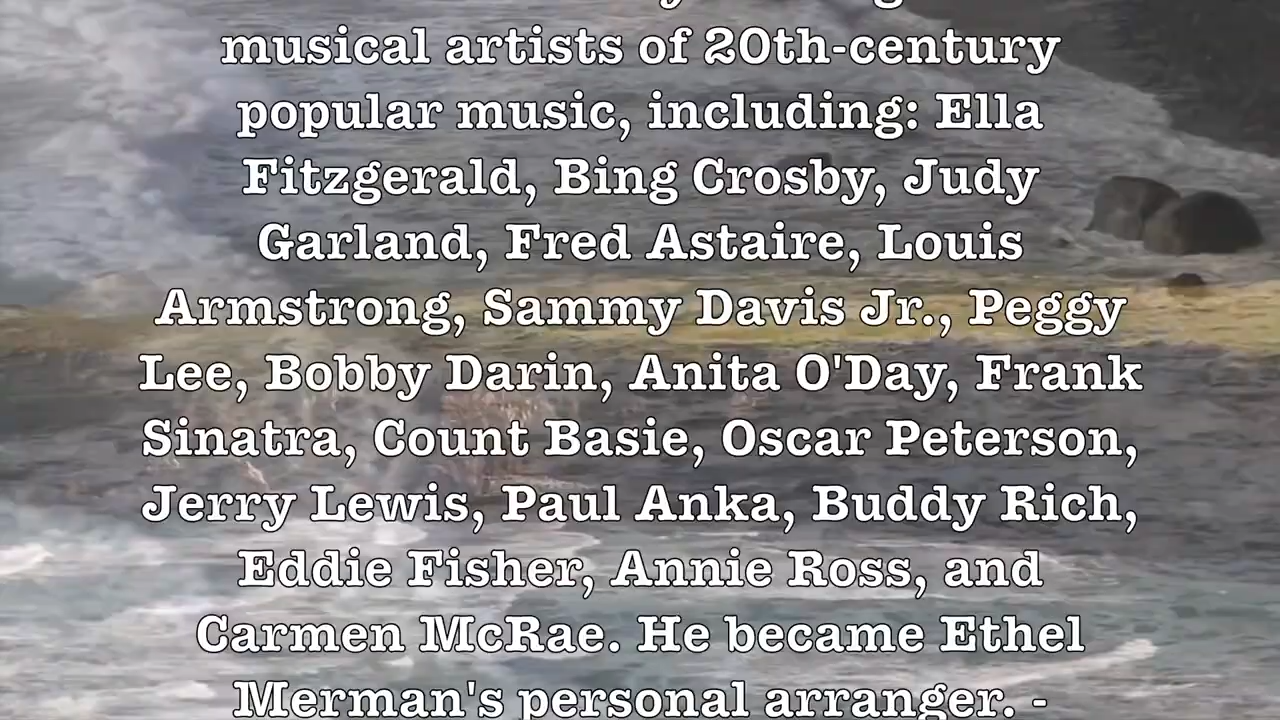 musical artists of 20th-century
popular music, including: Ella
Fitzgerald, Bing Crosby, Judy
Garland, Fred Astaire, Louis
Armstrong, Sammy Davis Jr., Peggy
Lee, Bobby Darin, Anita O'Day, Frank
Sinatra, Count Basie, Oscar Peterson,
Jerry Lewis, Paul Anka, Buddy Rich,
Eddie Fisher, Annie Ross, and
Carmen McRae. He became Ethel
Merman's personal arranger. -